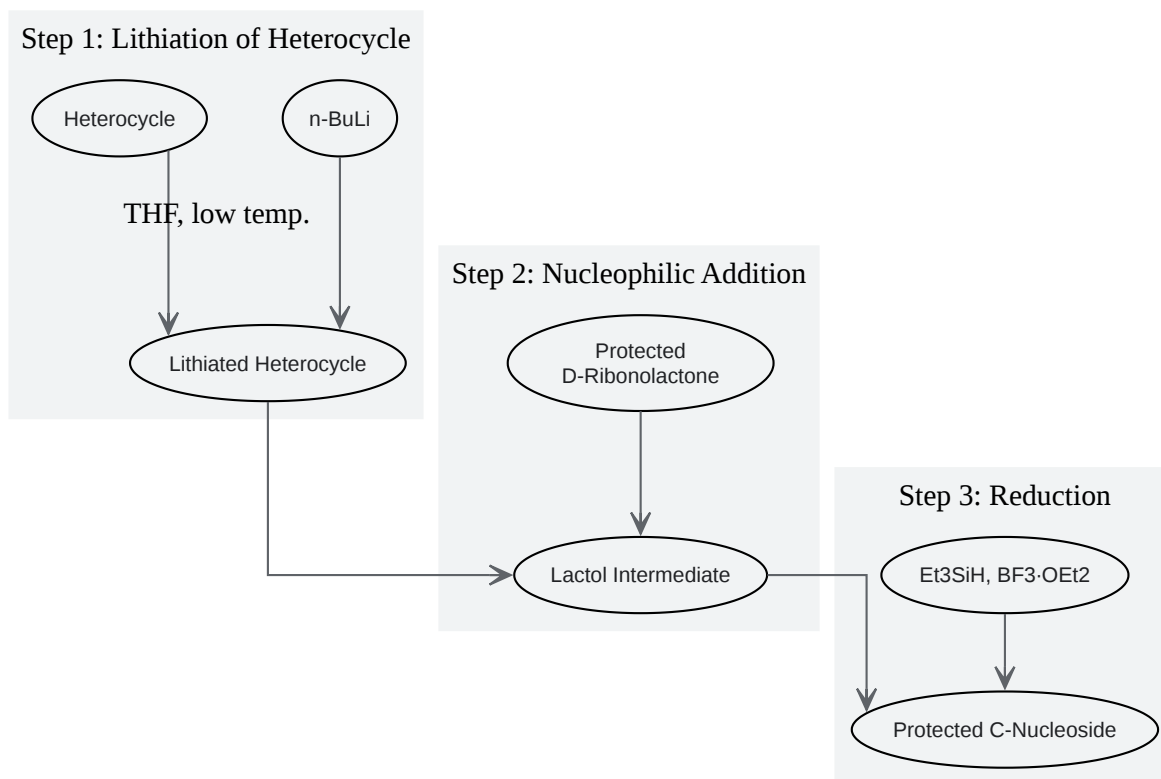 Step 1: Lithiation of Heterocycle
Heterocycle
n-BuLi
THF, low temp.
Lithiated Heterocycle
Step 2: Nucleophilic Addition
Protected
D-Ribonolactone
Lactol Intermediate
Step 3: Reduction
Et3SiH, BF3·OEt2
Protected C-Nucleoside